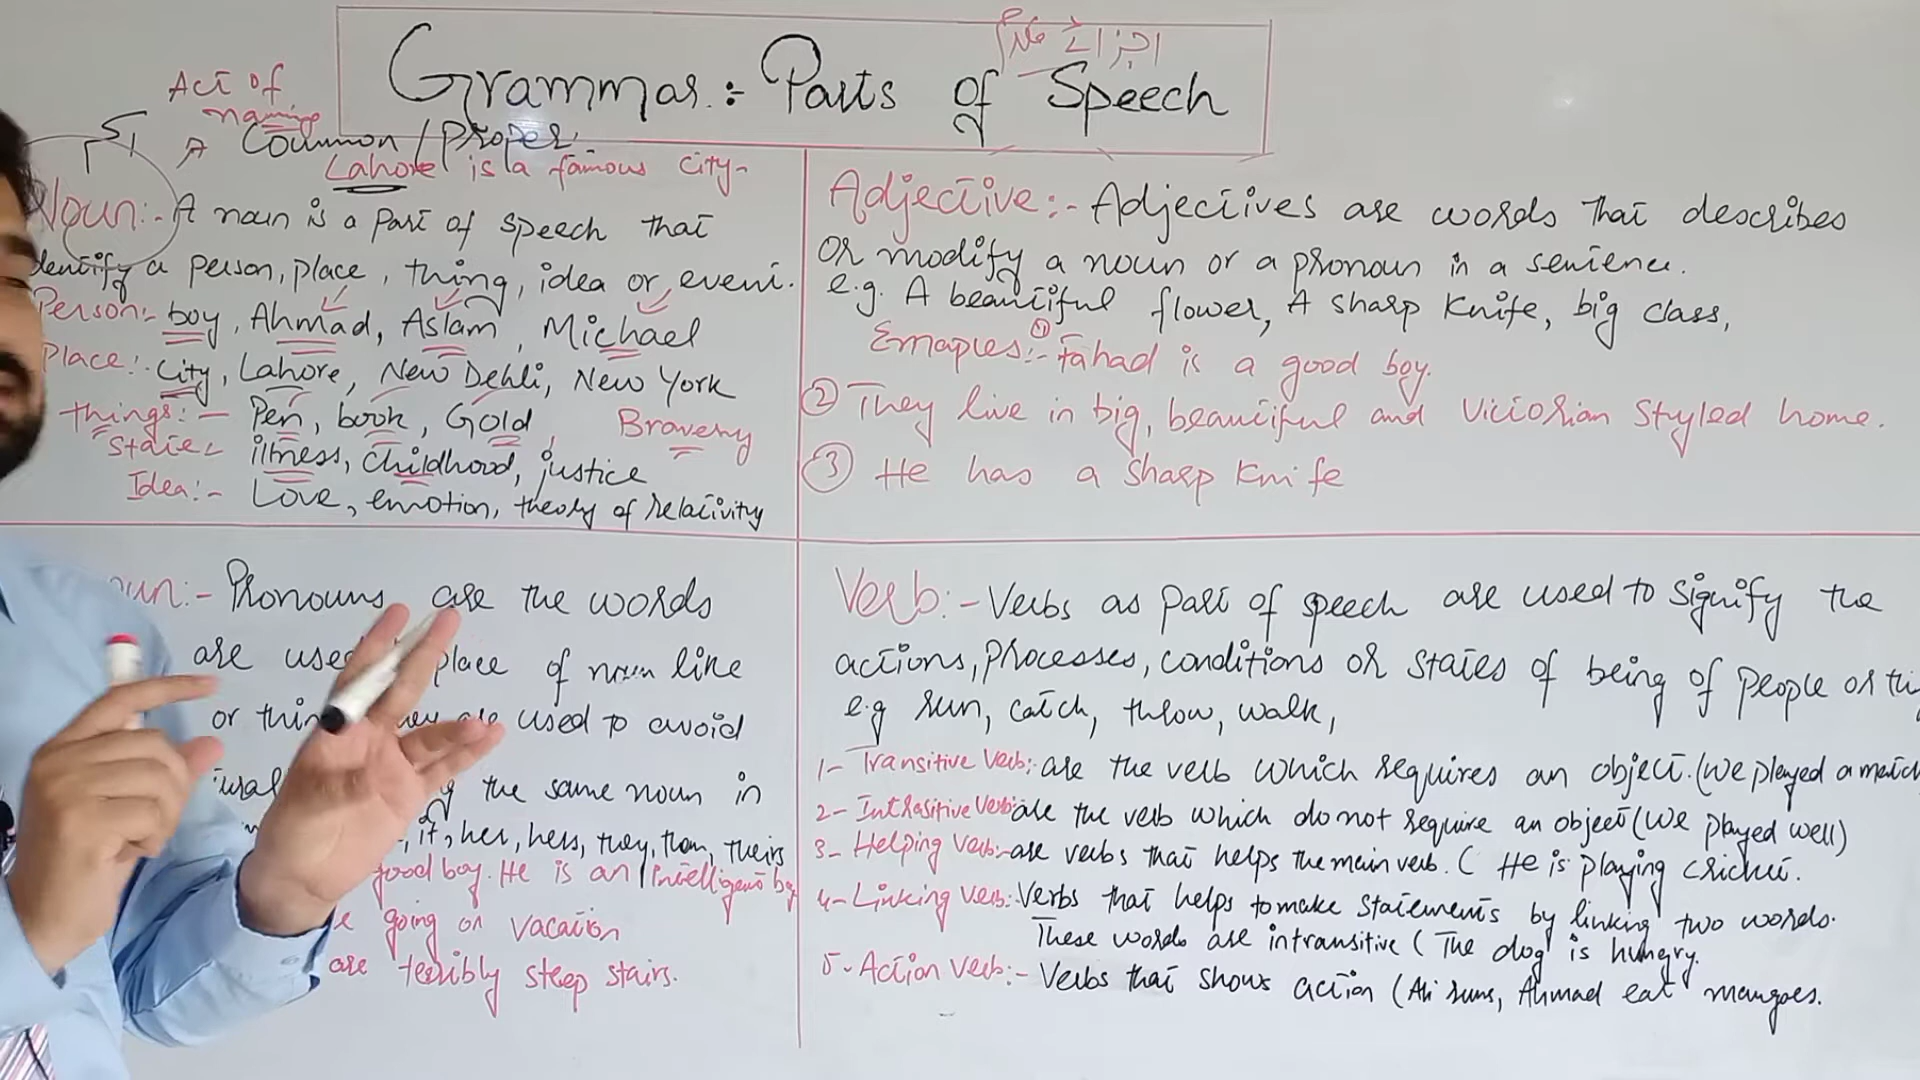 اجزائے کلام
Grammar:- Parts of Speech
Act of
naming
Common / Proper
Lahore is a famous city.
Noun:- A noun is a part of speech that
identify a person, place, thing, idea or event.
Person:- boy, Ahmad, Aslam, Michael
Place:- City, Lahore, New Dehli, New York
things:- Pen, book, Gold, Bravery
State:- illness, childhood, justice
Idea:- Love, emotion, theory of relativity
Adjective:- Adjectives are words that describes
or modify a noun or a pronoun in a sentence.
e.g. A beautiful flower, A sharp Knife, big class,
Emaples:- ① Fahad is a good boy.
② They live in big, beautiful and Victorian Styled home.
③ He has a Sharp Knife
oun:- Pronouns are the words
are used place of noun like
or thin they are used to avoid
the same noun in
it, her, hers, they, them, theirs
good boy. He is an intelligent boy
going on vacation
are terribly steep stairs.
Verb:- Verbs as part of speech are used to signify the
actions, processes, conditions or states of being of people or thi
e.g run, catch, throw, walk,
1- Transitive Verb: are the verb which requires an object. (We played a match
2- Intrasitive Verb: are the verb which do not require an object (We played well)
3- Helping Verb:- are verbs that helps the main verb. ( He is playing cricket.
4- Linking Verb:- Verbs that helps to make statements by linking two words.
These words are intransitive ( The dog is hungry.
5- Action Verb:- Verbs that shows action (Ali runs, Ahmad eat mangoes.